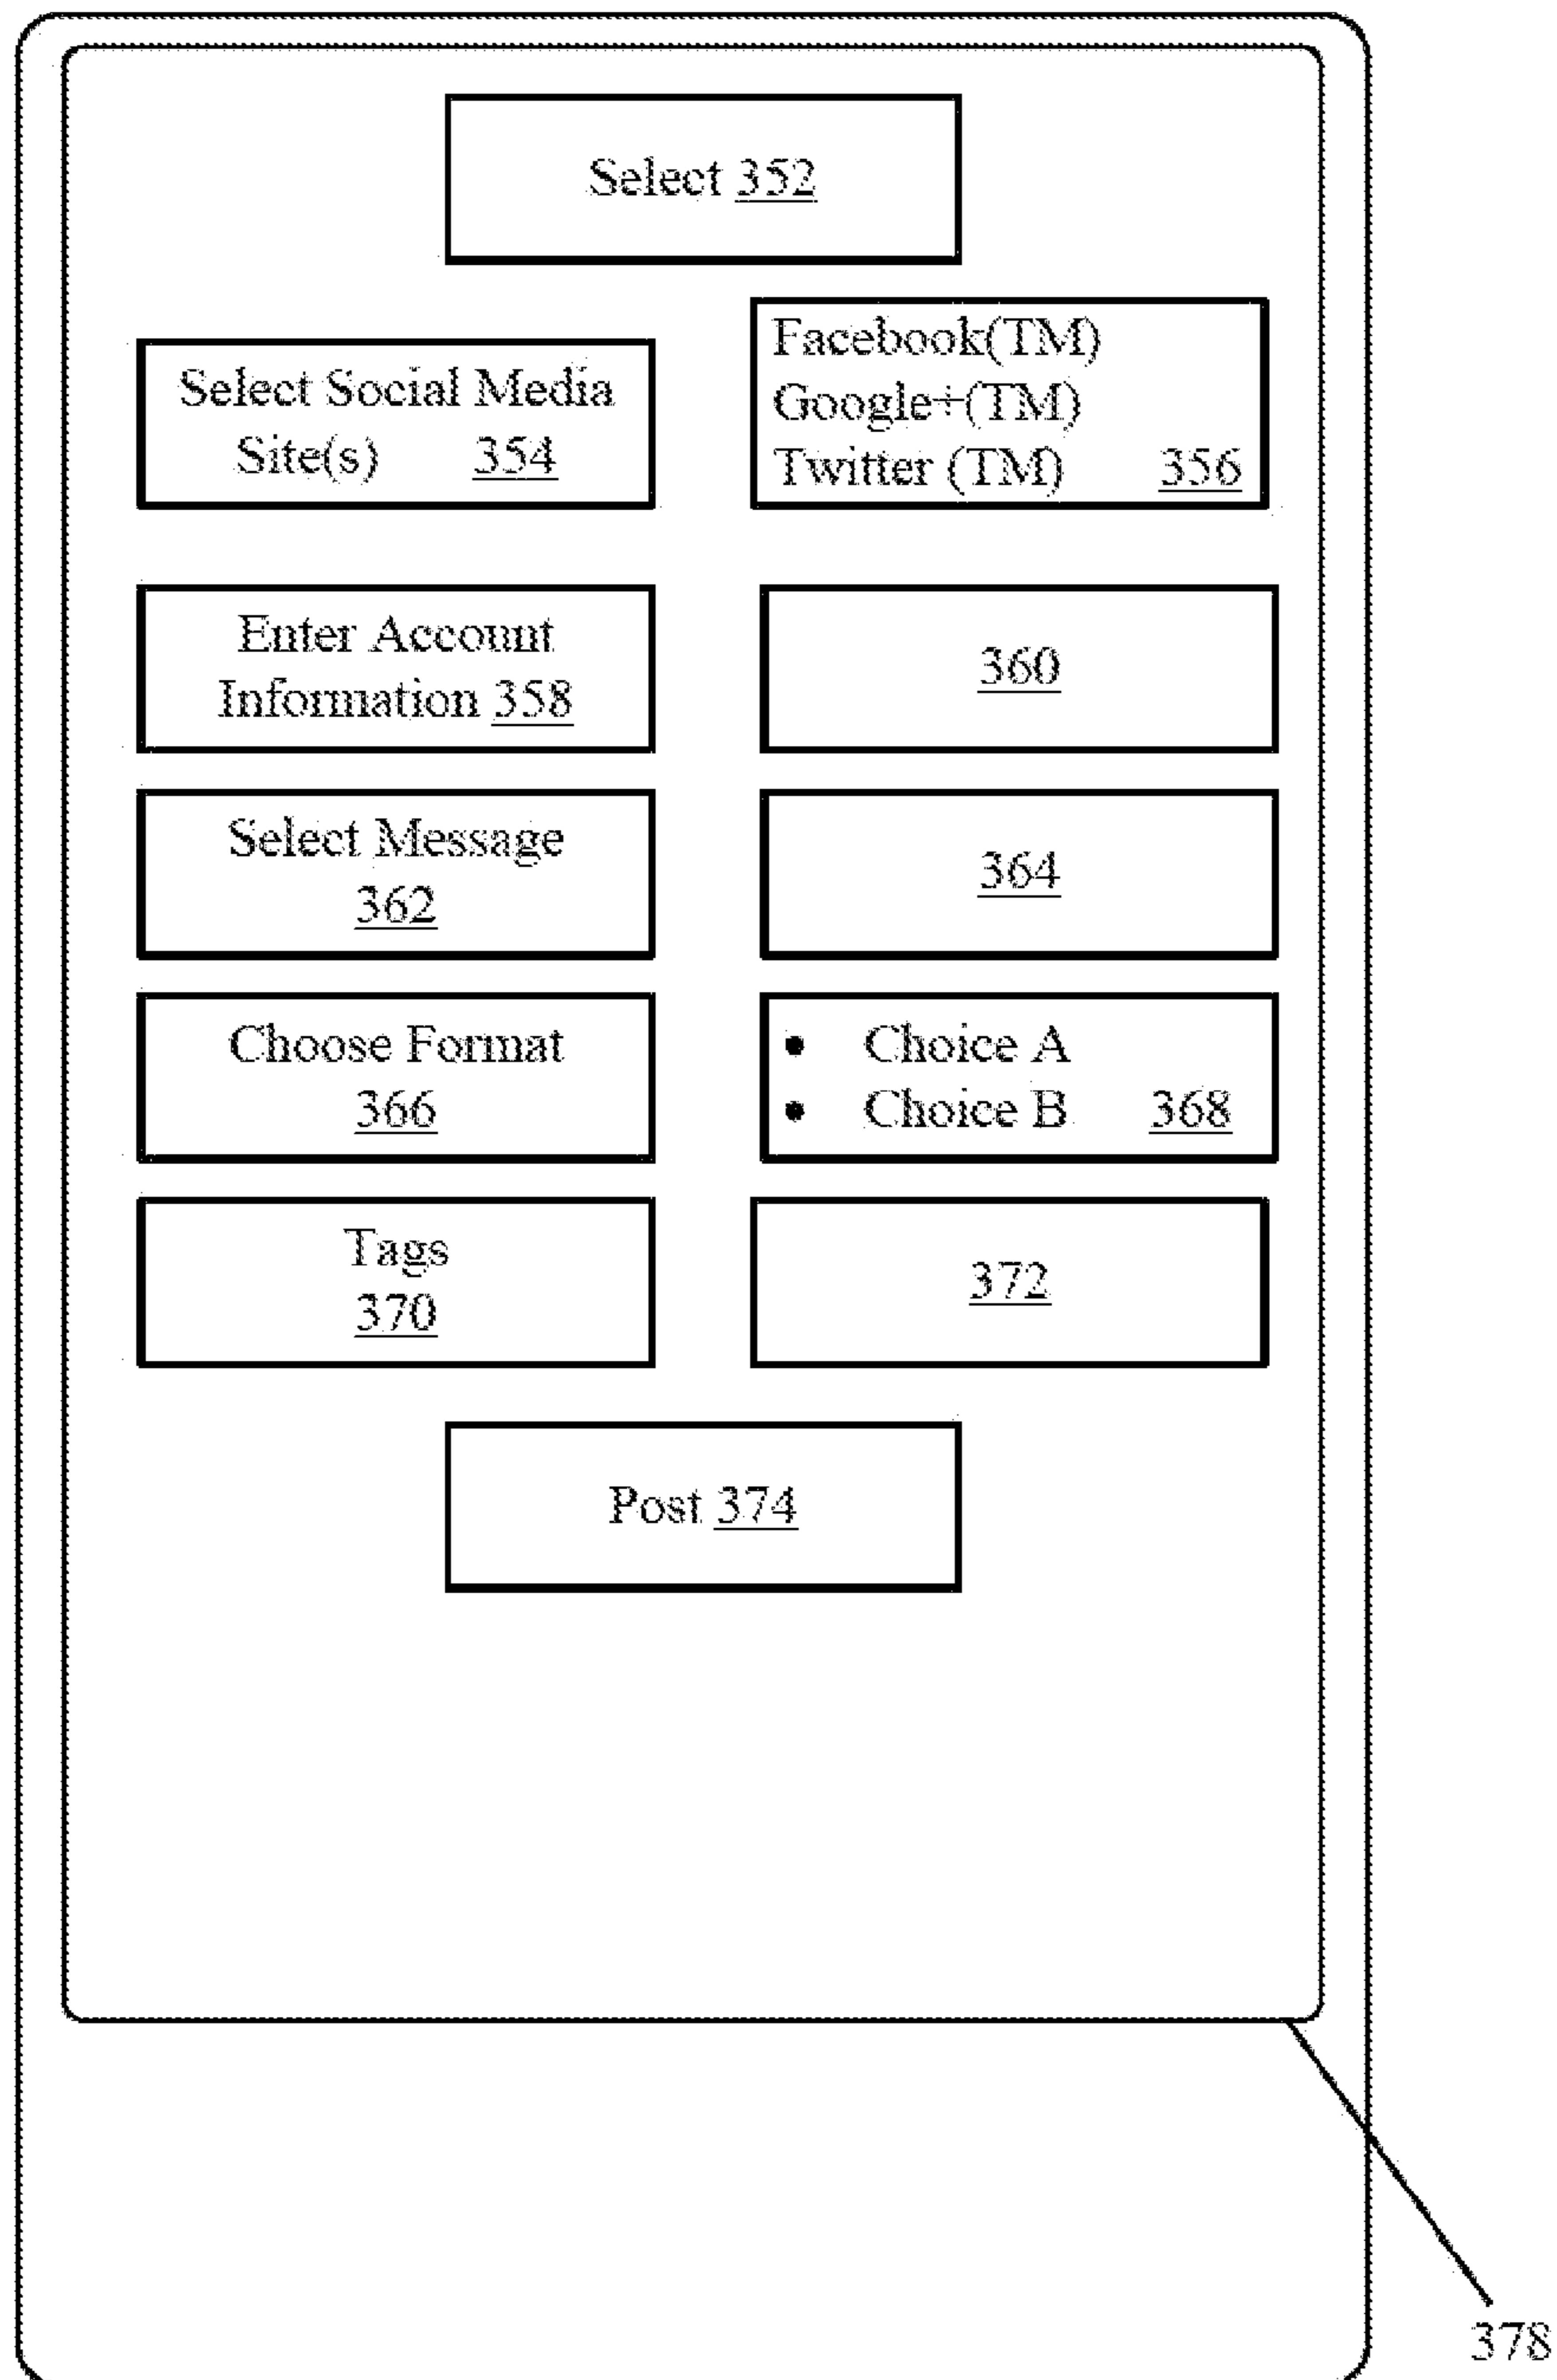 Select 352
Select Social Media
Site(s) 354
Facebook(TM)
Google+(TM)
Twitter (TM) 356
Enter Account
Information 358
360
Select Message
362
364
Choose Format
366
• Choice A
• Choice B 368
Tags
370
372
Post 374
378